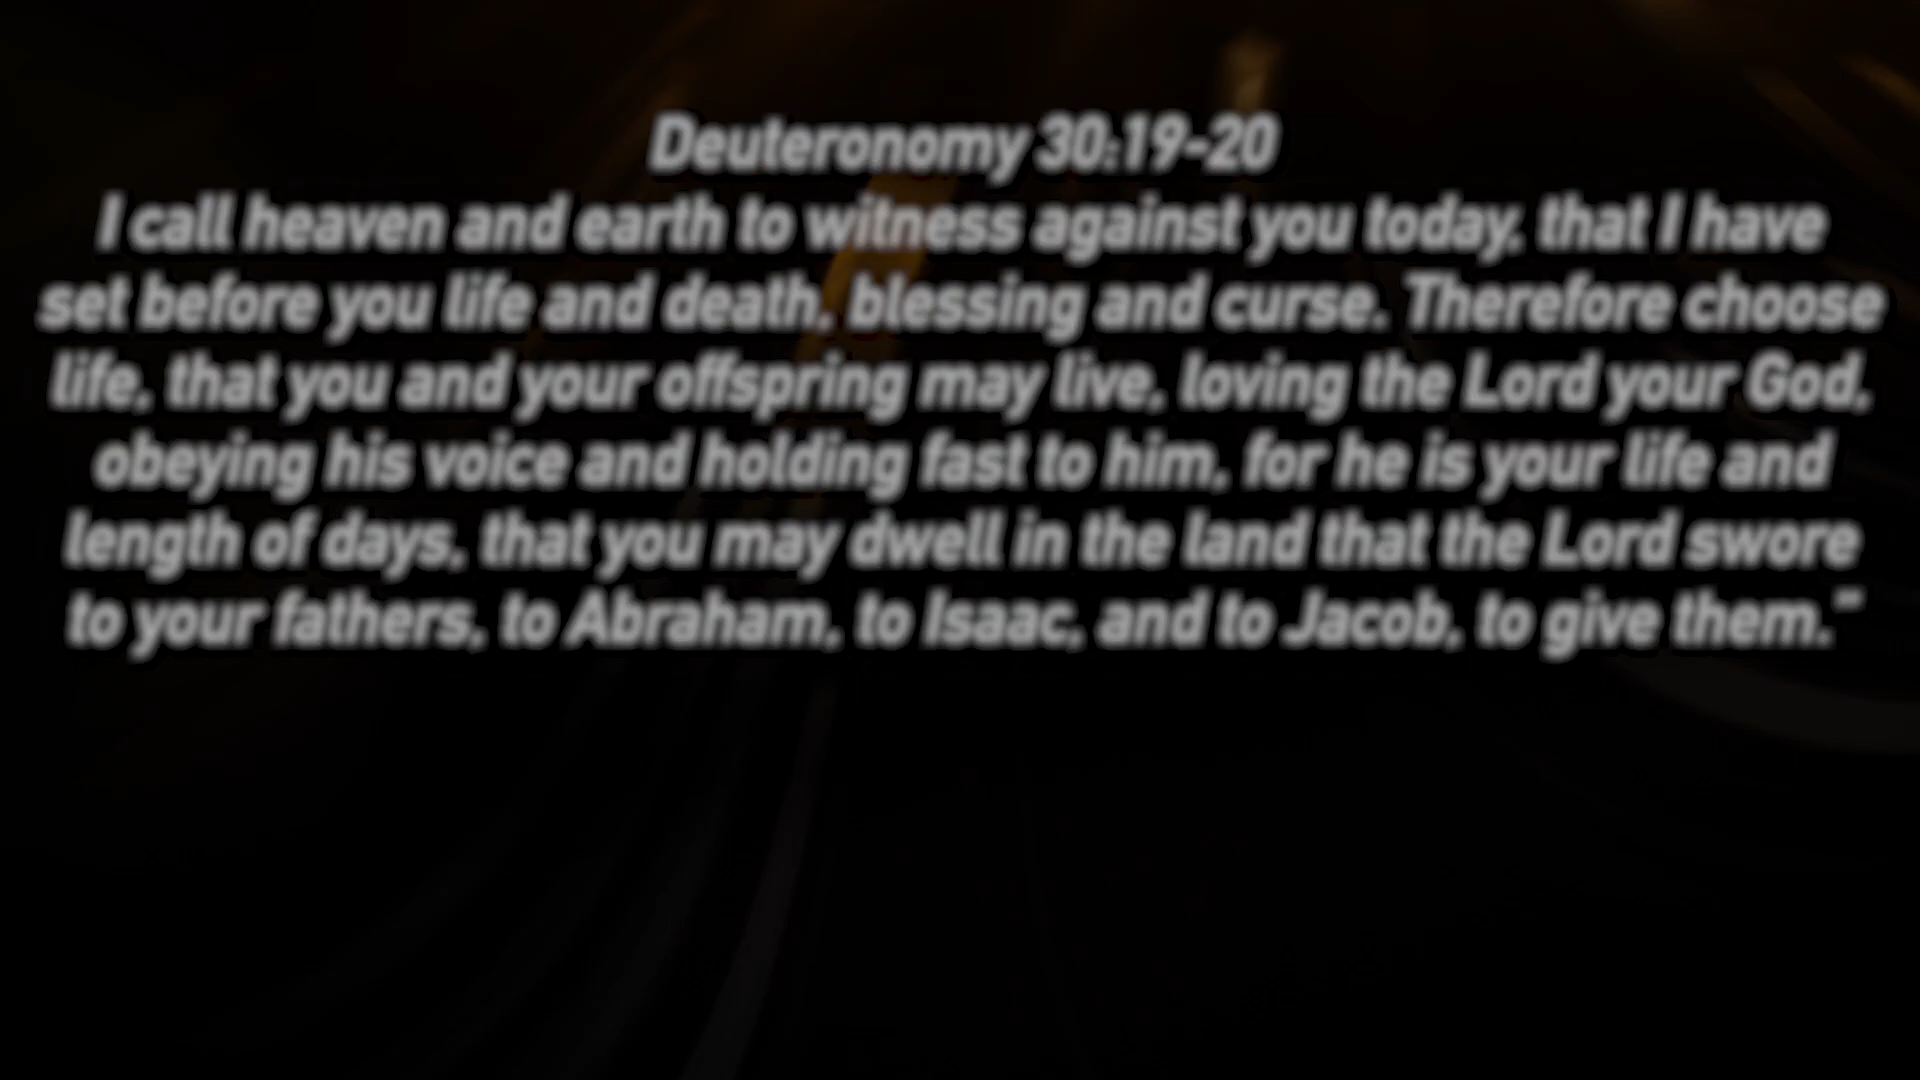 Deuteronomy 30:19-20
I call heaven and earth to witness against you today, that I have
set before you life and death, blessing and curse. Therefore choose
life, that you and your offspring may live, loving the Lord your God,
obeying his voice and holding fast to him, for he is your life and
length of days, that you may dwell in the land that the Lord swore
to your fathers, to Abraham, to Isaac, and to Jacob, to give them."